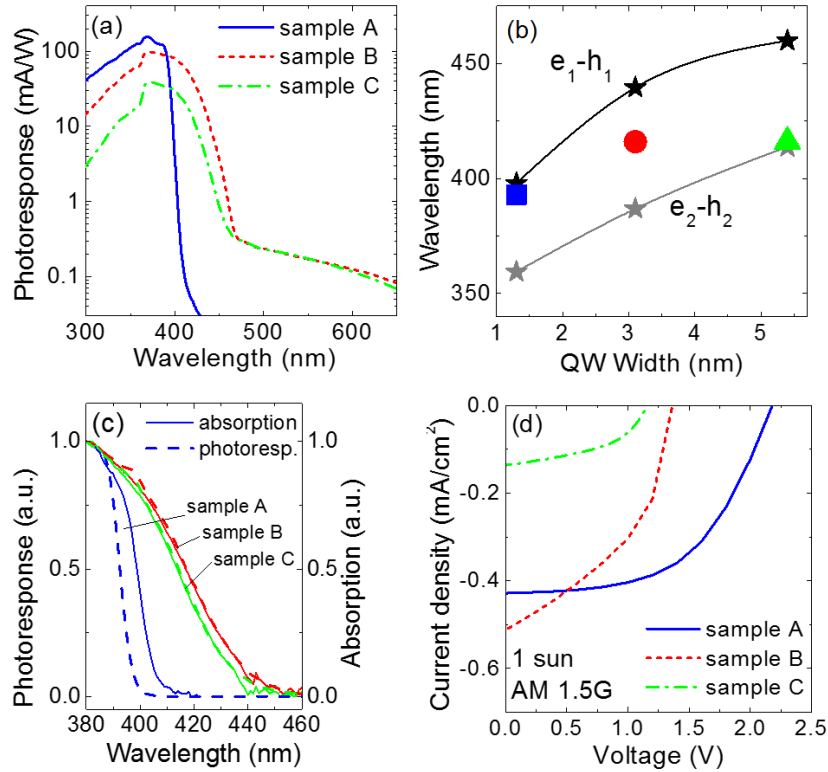 (a)
sample A
sample B
sample C
Photoresponse (mA/W)
100
10
1
0.1
300 400 500 600
Wavelength (nm)
(b)
e1-h1
e2-h2
Wavelength (nm)
450
400
350
1 2 3 4 5
QW Width (nm)
(c)
absorption
photoresp.
sample A
sample B
sample C
Photoresponse (a.u.)
1.0
0.5
0.0
Absorption (a.u.)
1.0
0.5
0.0
380 400 420 440 460
Wavelength (nm)
(d)
Current density (mA/cm²)
0.0
-0.2
-0.4
-0.6
sample A
sample B
sample C
1 sun
AM 1.5G
0.0 0.5 1.0 1.5 2.0 2.5
Voltage (V)